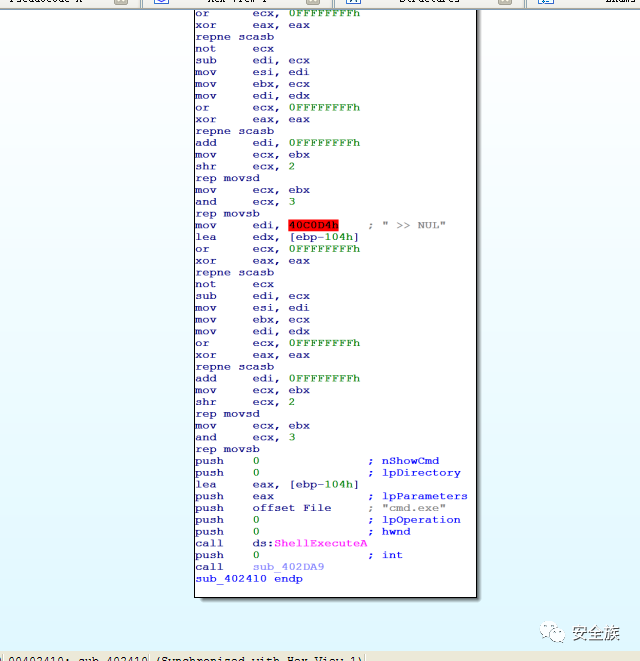 or ecx, 0FFFFFFFFh
xor eax, eax
repne scasb
not ecx
sub edi, ecx
mov esi, edi
mov ebx, ecx
mov edi, edx
or ecx, 0FFFFFFFFh
xor eax, eax
repne scasb
add edi, 0FFFFFFFFh
mov ecx, ebx
shr ecx, 2
rep movsd
mov ecx, ebx
and ecx, 3
rep movsb
mov edi, 40C0D4h ; " >> NUL"
lea edx, [ebp-104h]
or ecx, 0FFFFFFFFh
xor eax, eax
repne scasb
not ecx
sub edi, ecx
mov esi, edi
mov ebx, ecx
mov edi, edx
or ecx, 0FFFFFFFFh
xor eax, eax
repne scasb
add edi, 0FFFFFFFFh
mov ecx, ebx
shr ecx, 2
rep movsd
mov ecx, ebx
and ecx, 3
rep movsb
push 0 ; nShowCmd
push 0 ; lpDirectory
lea eax, [ebp-104h]
push eax ; lpParameters
push offset File ; "cmd.exe"
push 0 ; lpOperation
push 0 ; hwnd
call ds:ShellExecuteA
push 0 ; int
call sub_402DA9
sub_402410 endp
安全族
00402410: sub_402410 (Synchronized with Hex View-1)